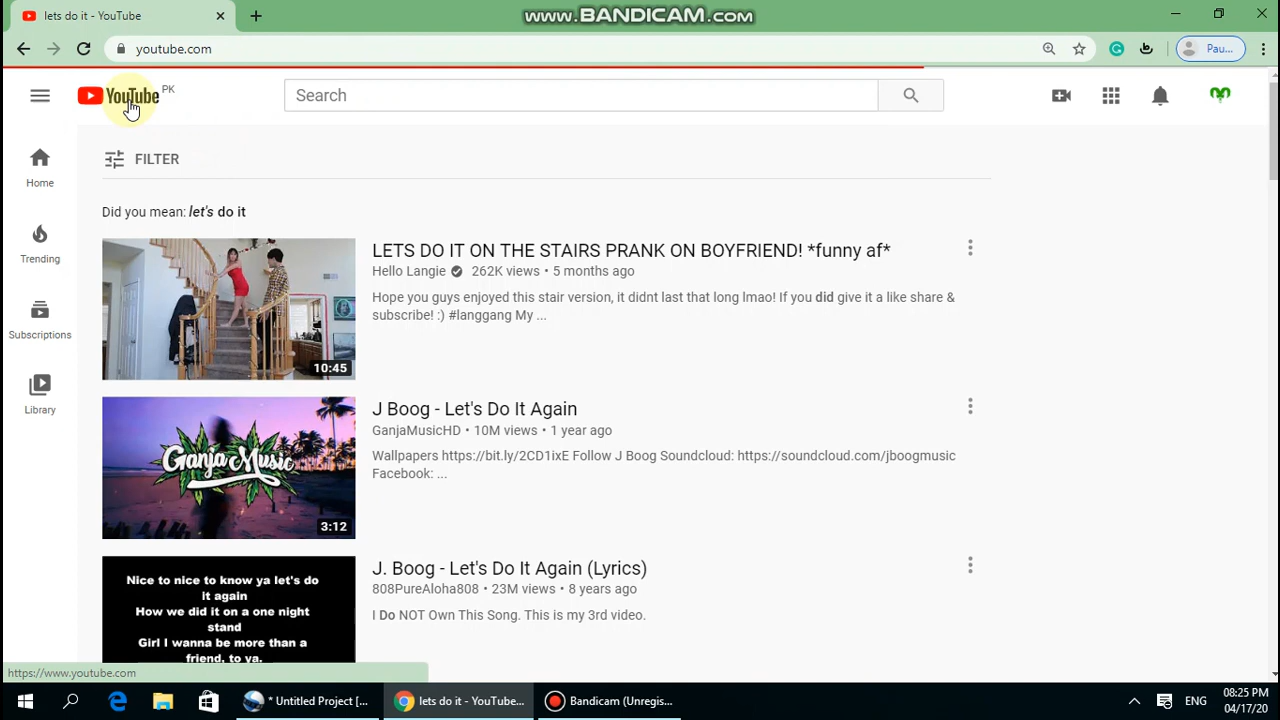 lets do it - YouTube
www.BANDICAM.com
youtube.com
Pau...
YouTube PK
Search
Home
Trending
Subscriptions
Library
FILTER
Did you mean: let's do it
LETS DO IT ON THE STAIRS PRANK ON BOYFRIEND! *funny af*
Hello Langie 262K views • 5 months ago
Hope you guys enjoyed this stair version, it didnt last that long lmao! If you did give it a like share &
subscribe! :) #langgang My ...
10:45
J Boog - Let's Do It Again
GanjaMusicHD • 10M views • 1 year ago
Wallpapers https://bit.ly/2CD1ixE Follow J Boog Soundcloud: https://soundcloud.com/jboogmusic
Facebook: ...
Ganja Music
3:12
J. Boog - Let's Do It Again (Lyrics)
808PureAloha808 • 23M views • 8 years ago
I Do NOT Own This Song. This is my 3rd video.
Nice to nice to know ya let's do
it again
How we did it on a one night
stand
Girl I wanna be more than a
friend, to ya.
https://www.youtube.com
* Untitled Project [...
lets do it - YouTube...
Bandicam (Unregis...
ENG
08:25 PM
04/17/20